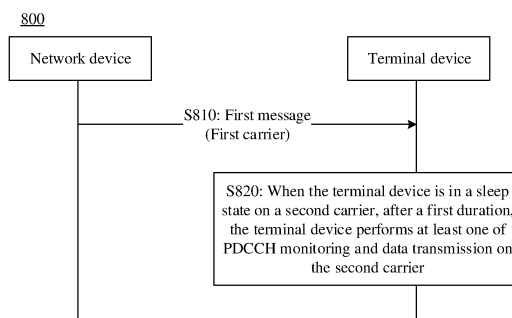 800
Network device
Terminal device
S810: First message
(First carrier)
S820: When the terminal device is in a sleep
state on a second carrier, after a first duration,
the terminal device performs at least one of
PDCCH monitoring and data transmission on
the second carrier